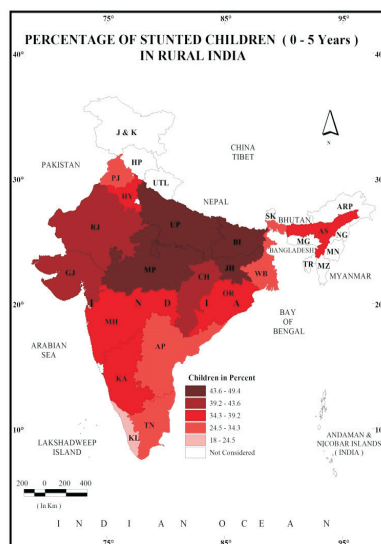 PERCENTAGE OF STUNTED CHILDREN ( 0 - 5 Years )
IN RURAL INDIA
75° 85° 95°
40° 40°
J & K
N
CHINA
TIBET
PAKISTAN
HP
PJ
UTL
30° 30°
HY
NEPAL
SK
BHUTAN
ARP
RJ
UP
AS
NG
BI
MG
BANGLADESH
MN
TR
MZ
MYANMAR
GJ
MP
CH
JH
WB
OR
20° 20°
I N D I A
MH
BAY
OF
BENGAL
ARABIAN
SEA
AP
Children in Percent
43.6 - 49.4
39.2 - 43.6
34.3 - 39.2
24.5 - 34.3
18 - 24.5
Not Considered
KA
KL
TN
10° 10°
LAKSHADWEEP
ISLAND
ANDAMAN &
NICOBAR ISLANDS
( INDIA )
200 0 200 400
( In Km )
I N D I A N O C E A N
75° 85° 95°